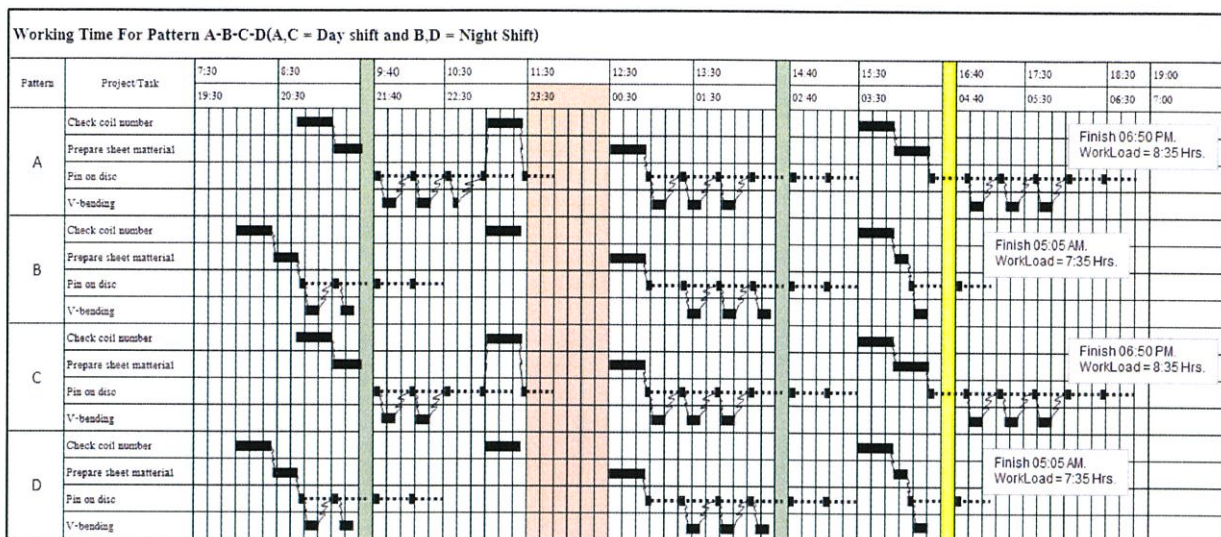 Working Time For Pattern A-B-C-D(A,C = Day shift and B,D = Night Shift)
Pattern Project/Task 7:30 8:30 9:40 10:30 11:30 12:30 13:30 14:40 15:30 16:40 17:30 18:30 19:00
19:30 20:30 21:40 22:30 23:30 00:30 01:30 02:40 03:30 04:40 05:30 06:30 7:00
A
Check coil number
Prepare sheet matterial
Pin on disc
V-bending
Finish 06:50 PM.
WorkLoad = 8:35 Hrs.
B
Check coil number
Prepare sheet matterial
Pin on disc
V-bending
Finish 05:05 AM.
WorkLoad = 7:35 Hrs.
C
Check coil number
Prepare sheet matterial
Pin on disc
V-bending
Finish 06:50 PM.
WorkLoad = 8:35 Hrs.
D
Check coil number
Prepare sheet matterial
Pin on disc
V-bending
Finish 05:05 AM.
WorkLoad = 7:35 Hrs.